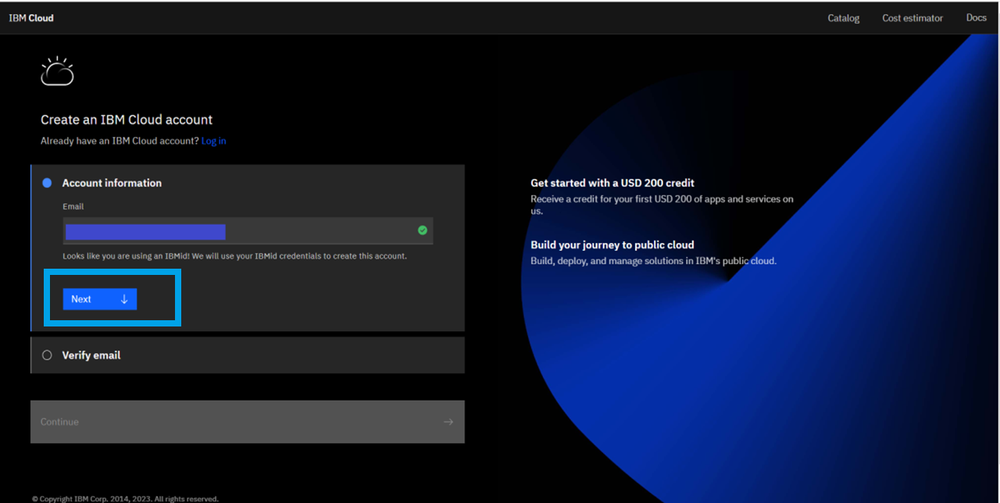 IBM Cloud
Catalog
Cost estimator
Docs
Create an IBM Cloud account
Already have an IBM Cloud account? Log in
Account information
Email
Looks like you are using an IBMid! We will use your IBMid credentials to create this account.
Next
Verify email
Continue
Get started with a USD 200 credit
Receive a credit for your first USD 200 of apps and services on
us.
Build your journey to public cloud
Build, deploy, and manage solutions in IBM's public cloud.
© Copyright IBM Corp. 2014, 2023. All rights reserved.